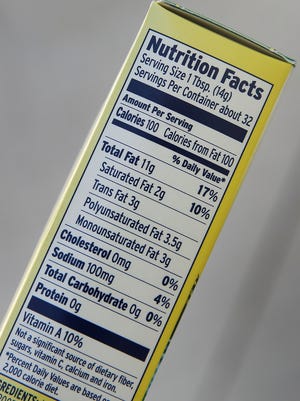 Nutrition Facts
Serving Size 1 Tbsp. (14g)
Servings Per Container about 32
Amount Per Serving
Calories 100 Calories from Fat 100
% Daily Value*
Total Fat 11g 17%
Saturated Fat 2g 10%
Trans Fat 3g
Polyunsaturated Fat 3.5g
Monounsaturated Fat 3g
Cholesterol 0mg 0%
Sodium 100mg 4%
Total Carbohydrate 0g 0%
Protein 0g
Vitamin A 10%
Not a significant source of dietary fiber,
sugars, vitamin C, calcium and iron.
*Percent Daily Values are based on
2,000 calorie diet.